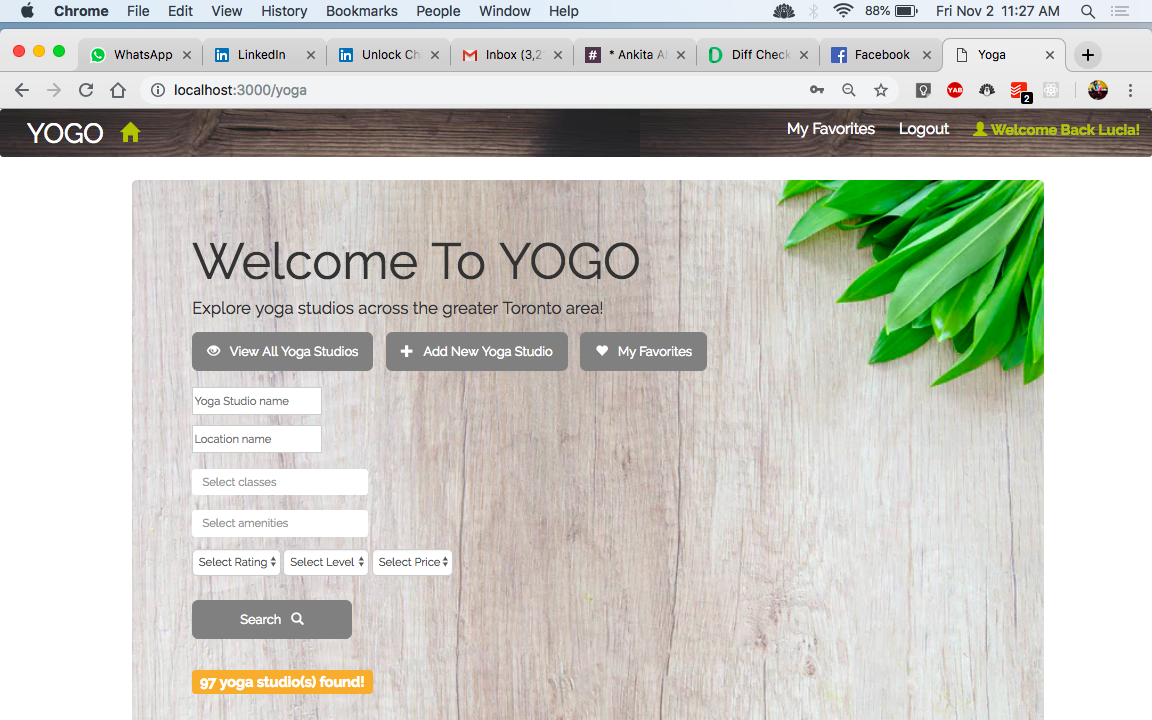 Chrome File Edit View History Bookmarks People Window Help 88% Fri Nov 2 11:27 AM
WhatsApp LinkedIn Unlock Ch Inbox (3,2 * Ankita Al Diff Check Facebook Yoga
localhost:3000/yoga YAB 2
YOGO My Favorites Logout Welcome Back Lucia!
Welcome To YOGO
Explore yoga studios across the greater Toronto area!
View All Yoga Studios Add New Yoga Studio My Favorites
Yoga Studio name
Location name
Select classes
Select amenities
Select Rating Select Level Select Price
Search
97 yoga studio(s) found!